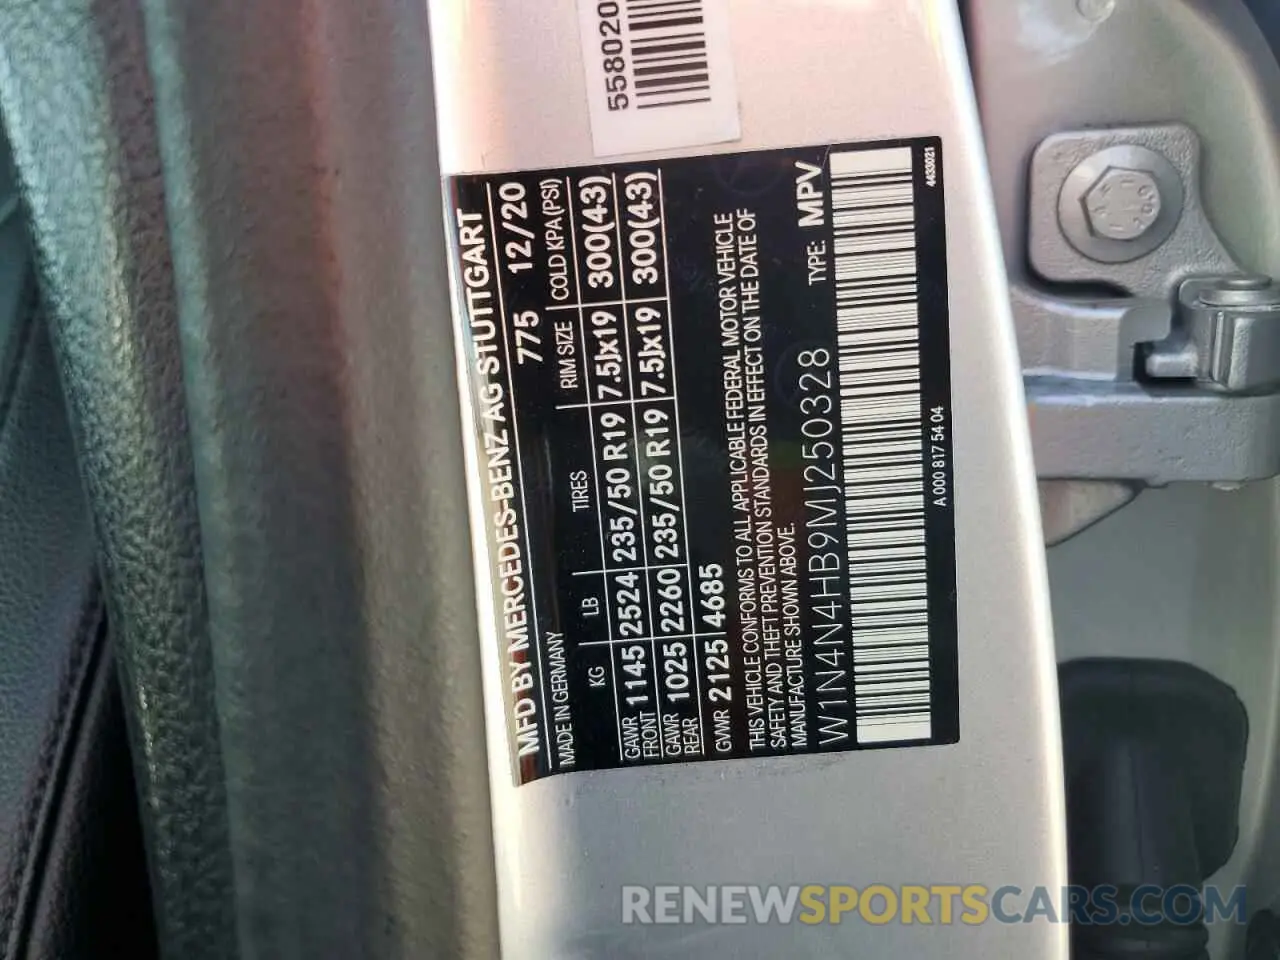 558020
MFD BY MERCEDES-BENZ AG STUTTGART
MADE IN GERMANY 775 12/20
KG LB TIRES RIM SIZE COLD KPA(PSI)
GAWR FRONT 1145 2524 235/50 R19 7.5Jx19 300(43)
GAWR REAR 1025 2260 235/50 R19 7.5Jx19 300(43)
GVWR 2125 4685
THIS VEHICLE CONFORMS TO ALL APPLICABLE FEDERAL MOTOR VEHICLE
SAFETY AND THEFT PREVENTION STANDARDS IN EFFECT ON THE DATE OF
MANUFACTURE SHOWN ABOVE.
W1N4N4HB9MJ250328 TYPE: MPV
A 000 817 54 04 4433021
RENEWSPORTSCARS.COM